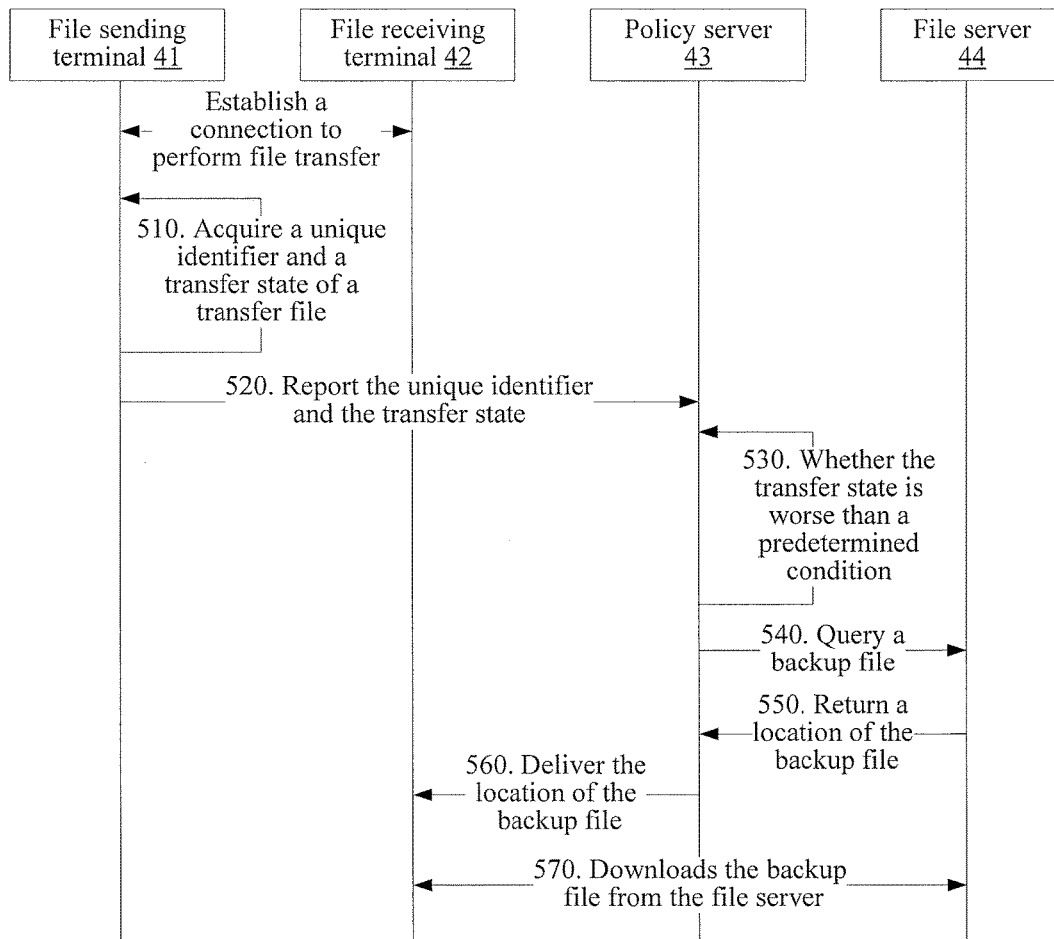 File sending
terminal 41
File receiving
terminal 42
Policy server
43
File server
44
Establish a
connection to
perform file transfer
510. Acquire a unique
identifier and a
transfer state of a
transfer file
520. Report the unique identifier
and the transfer state
530. Whether the
transfer state is
worse than a
predetermined
condition
540. Query a
backup file
550. Return a
location of the
backup file
560. Deliver the
location of the
backup file
570. Downloads the backup
file from the file server